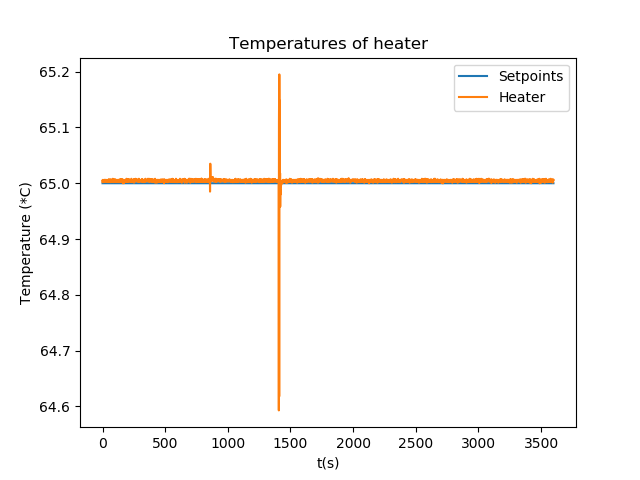 Temperatures of heater
Temperature (*C)
65.2
65.1
65.0
64.9
64.8
64.7
64.6
Setpoints
Heater
0 500 1000 1500 2000 2500 3000 3500
t(s)